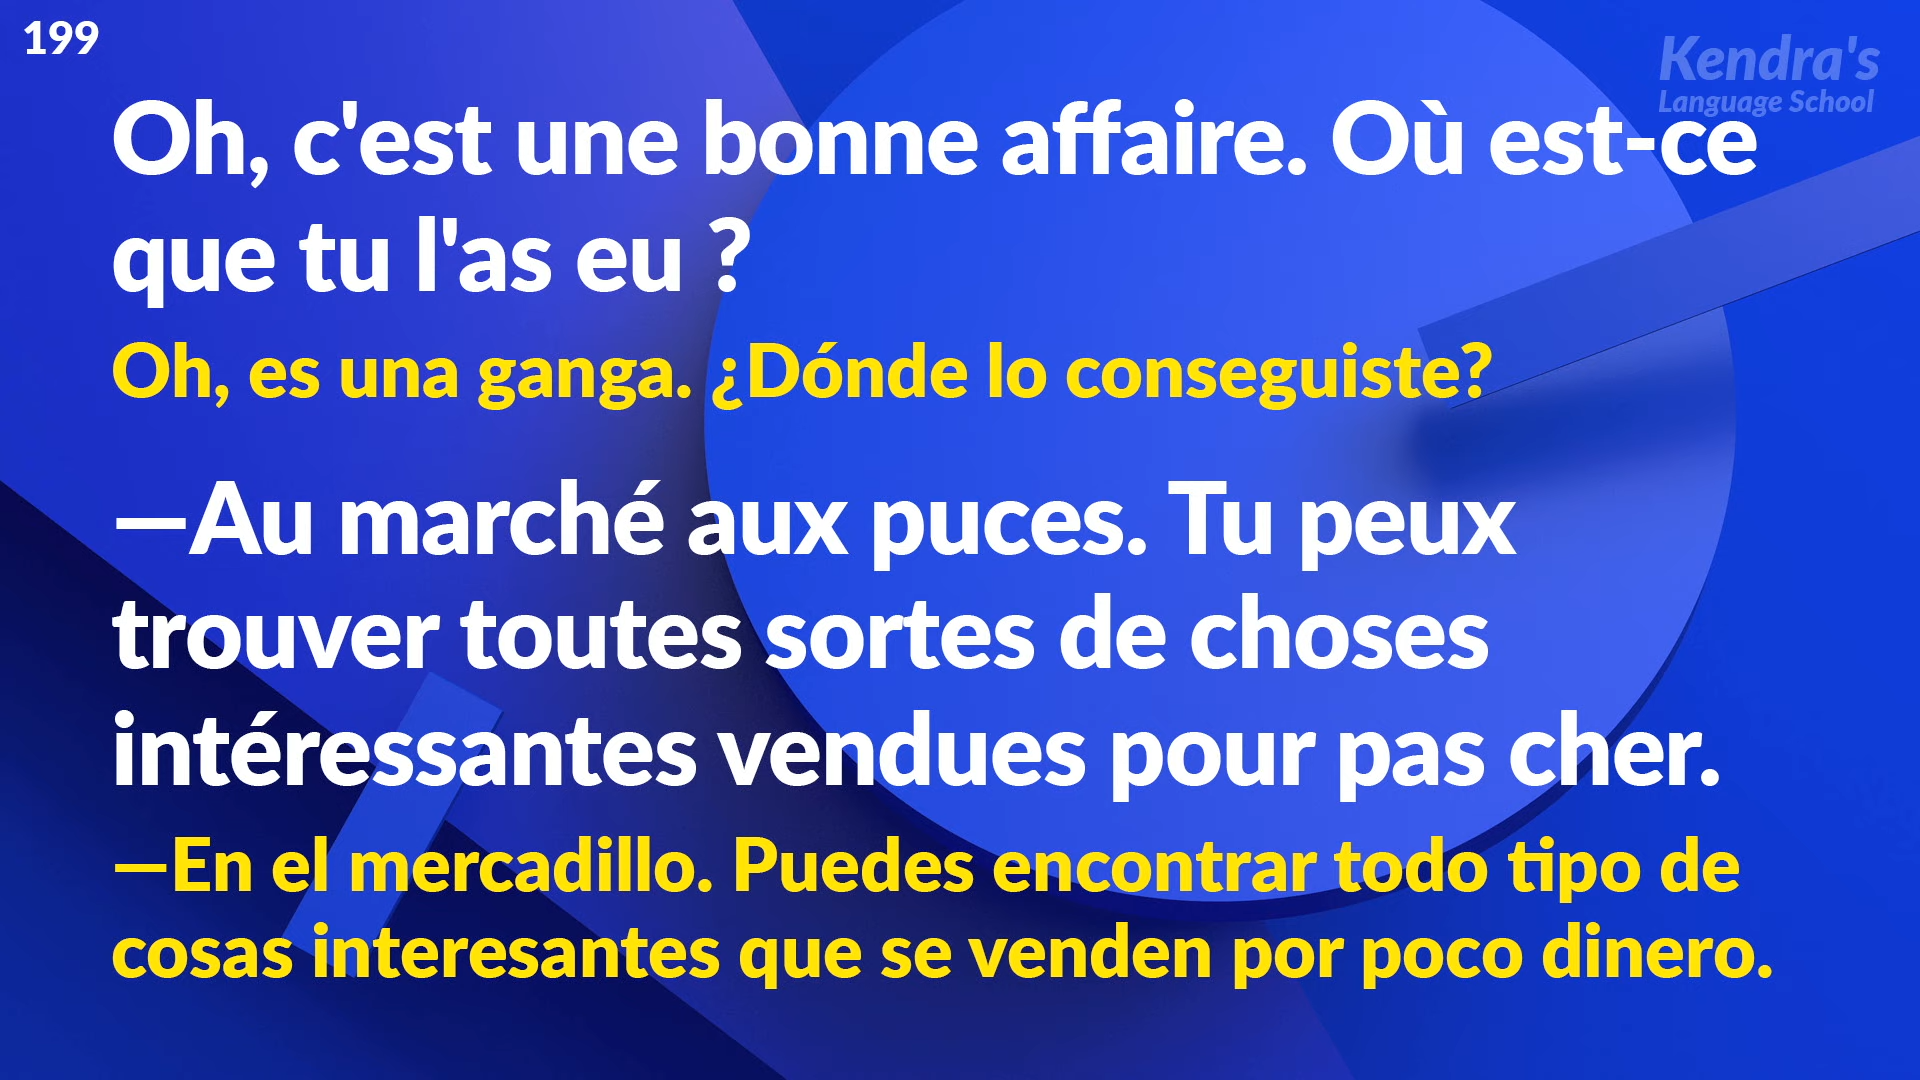 199
Kendra's
Language School
Oh, c'est une bonne affaire. Où est-ce
que tu l'as eu ?
Oh, es una ganga. ¿Dónde lo conseguiste?
—Au marché aux puces. Tu peux
trouver toutes sortes de choses
intéressantes vendues pour pas cher.
—En el mercadillo. Puedes encontrar todo tipo de
cosas interesantes que se venden por poco dinero.